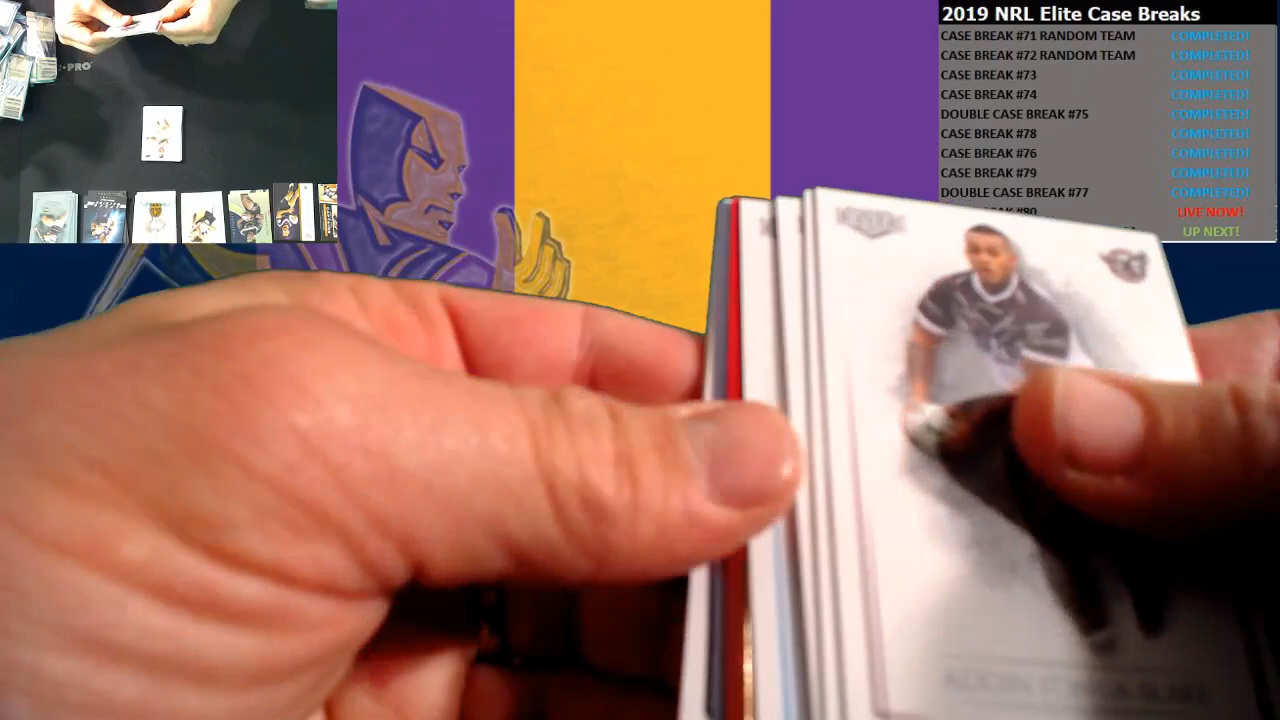 2019 NRL Elite Case Breaks
CASE BREAK #71 RANDOM TEAM COMPLETED!
CASE BREAK #72 RANDOM TEAM COMPLETED!
CASE BREAK #73 COMPLETED!
CASE BREAK #74 COMPLETED!
DOUBLE CASE BREAK #75 COMPLETED!
CASE BREAK #78 COMPLETED!
CASE BREAK #76 COMPLETED!
CASE BREAK #79 COMPLETED!
DOUBLE CASE BREAK #77 COMPLETED!
#80 LIVE NOW!
UP NEXT!